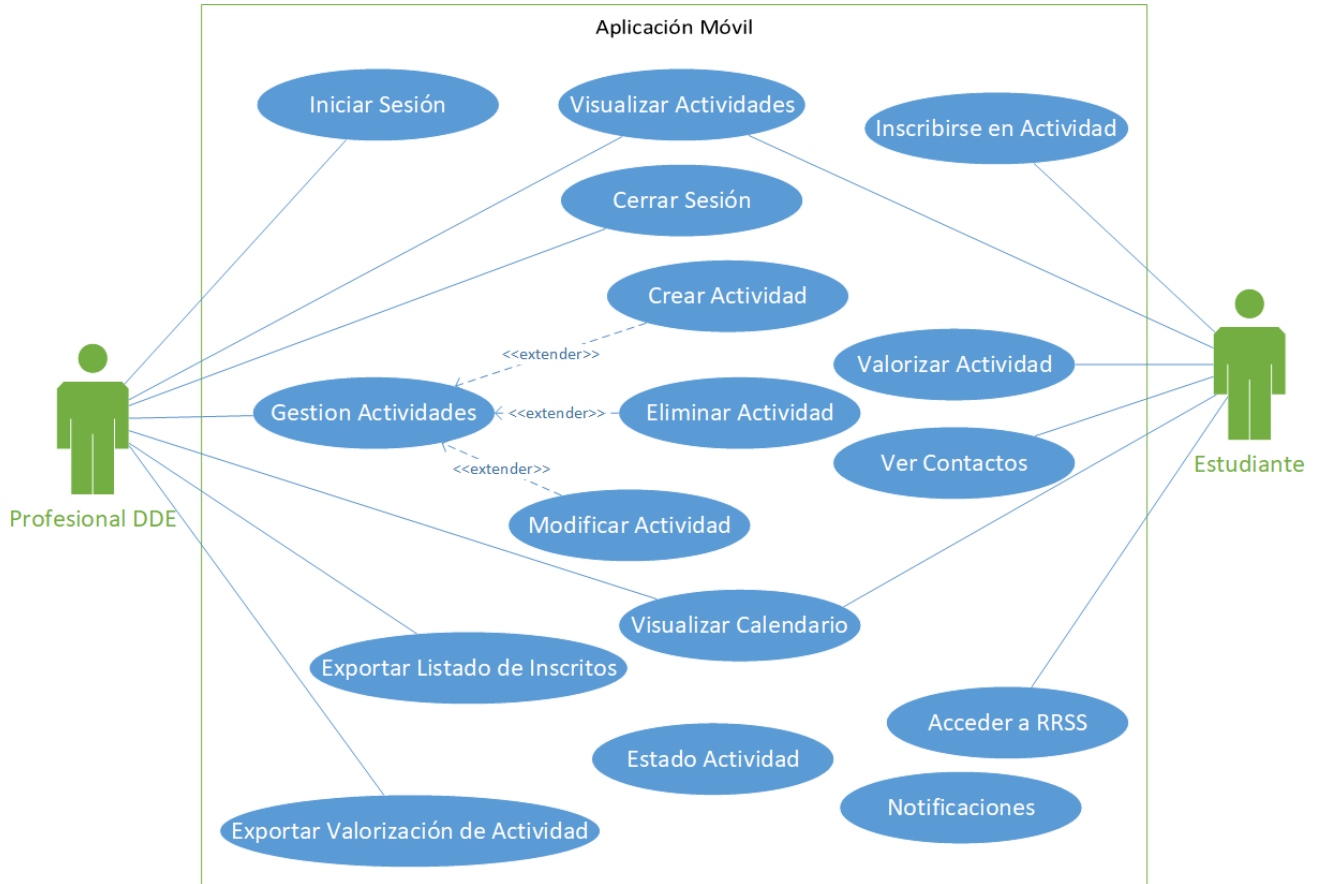 Aplicación Móvil
Iniciar Sesión
Visualizar Actividades
Inscribirse en Actividad
Cerrar Sesión
Crear Actividad
<<extender>>
Valorizar Actividad
Gestion Actividades
<<extender>>
Eliminar Actividad
Ver Contactos
Estudiante
<<extender>>
Profesional DDE
Modificar Actividad
Visualizar Calendario
Exportar Listado de Inscritos
Acceder a RRSS
Estado Actividad
Notificaciones
Exportar Valorización de Actividad